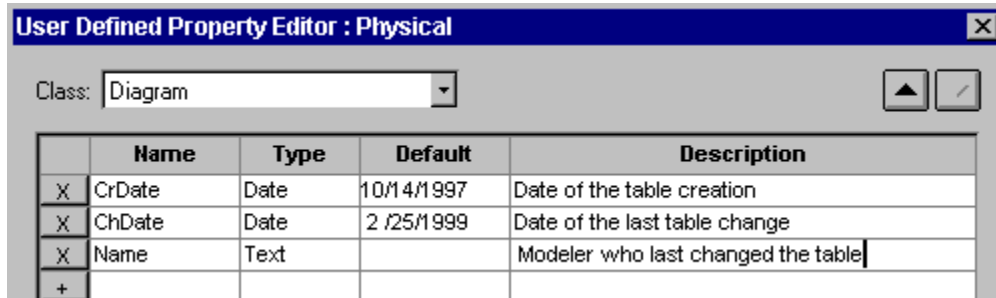 User Defined Property Editor : Physical X
Class: Diagram
Name Type Default Description
X CrDate Date 10/14/1997 Date of the table creation
X ChDate Date 2 /25/1999 Date of the last table change
X Name Text Modeler who last changed the table
+